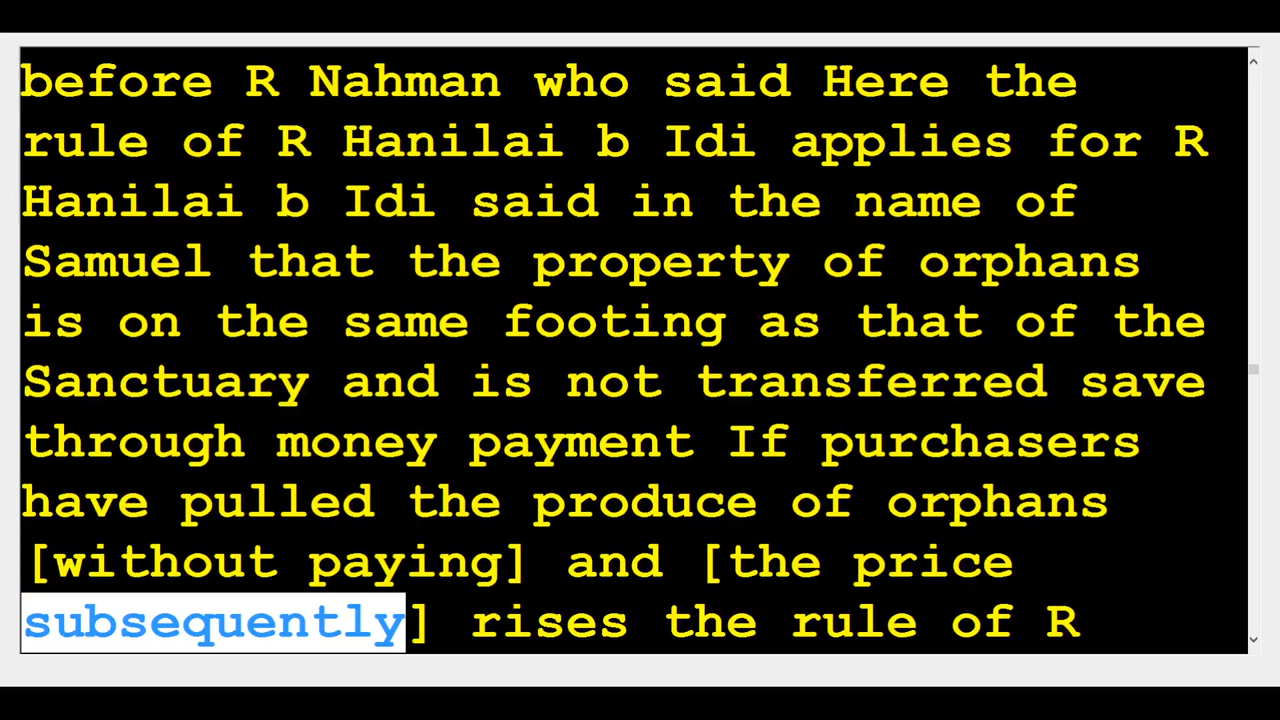 before R Nahman who said Here the
rule of R Hanilai b Idi applies for R
Hanilai b Idi said in the name of
Samuel that the property of orphans
is on the same footing as that of the
Sanctuary and is not transferred save
through money payment If purchasers
have pulled the produce of orphans
[without paying] and [the price
subsequently] rises the rule of R